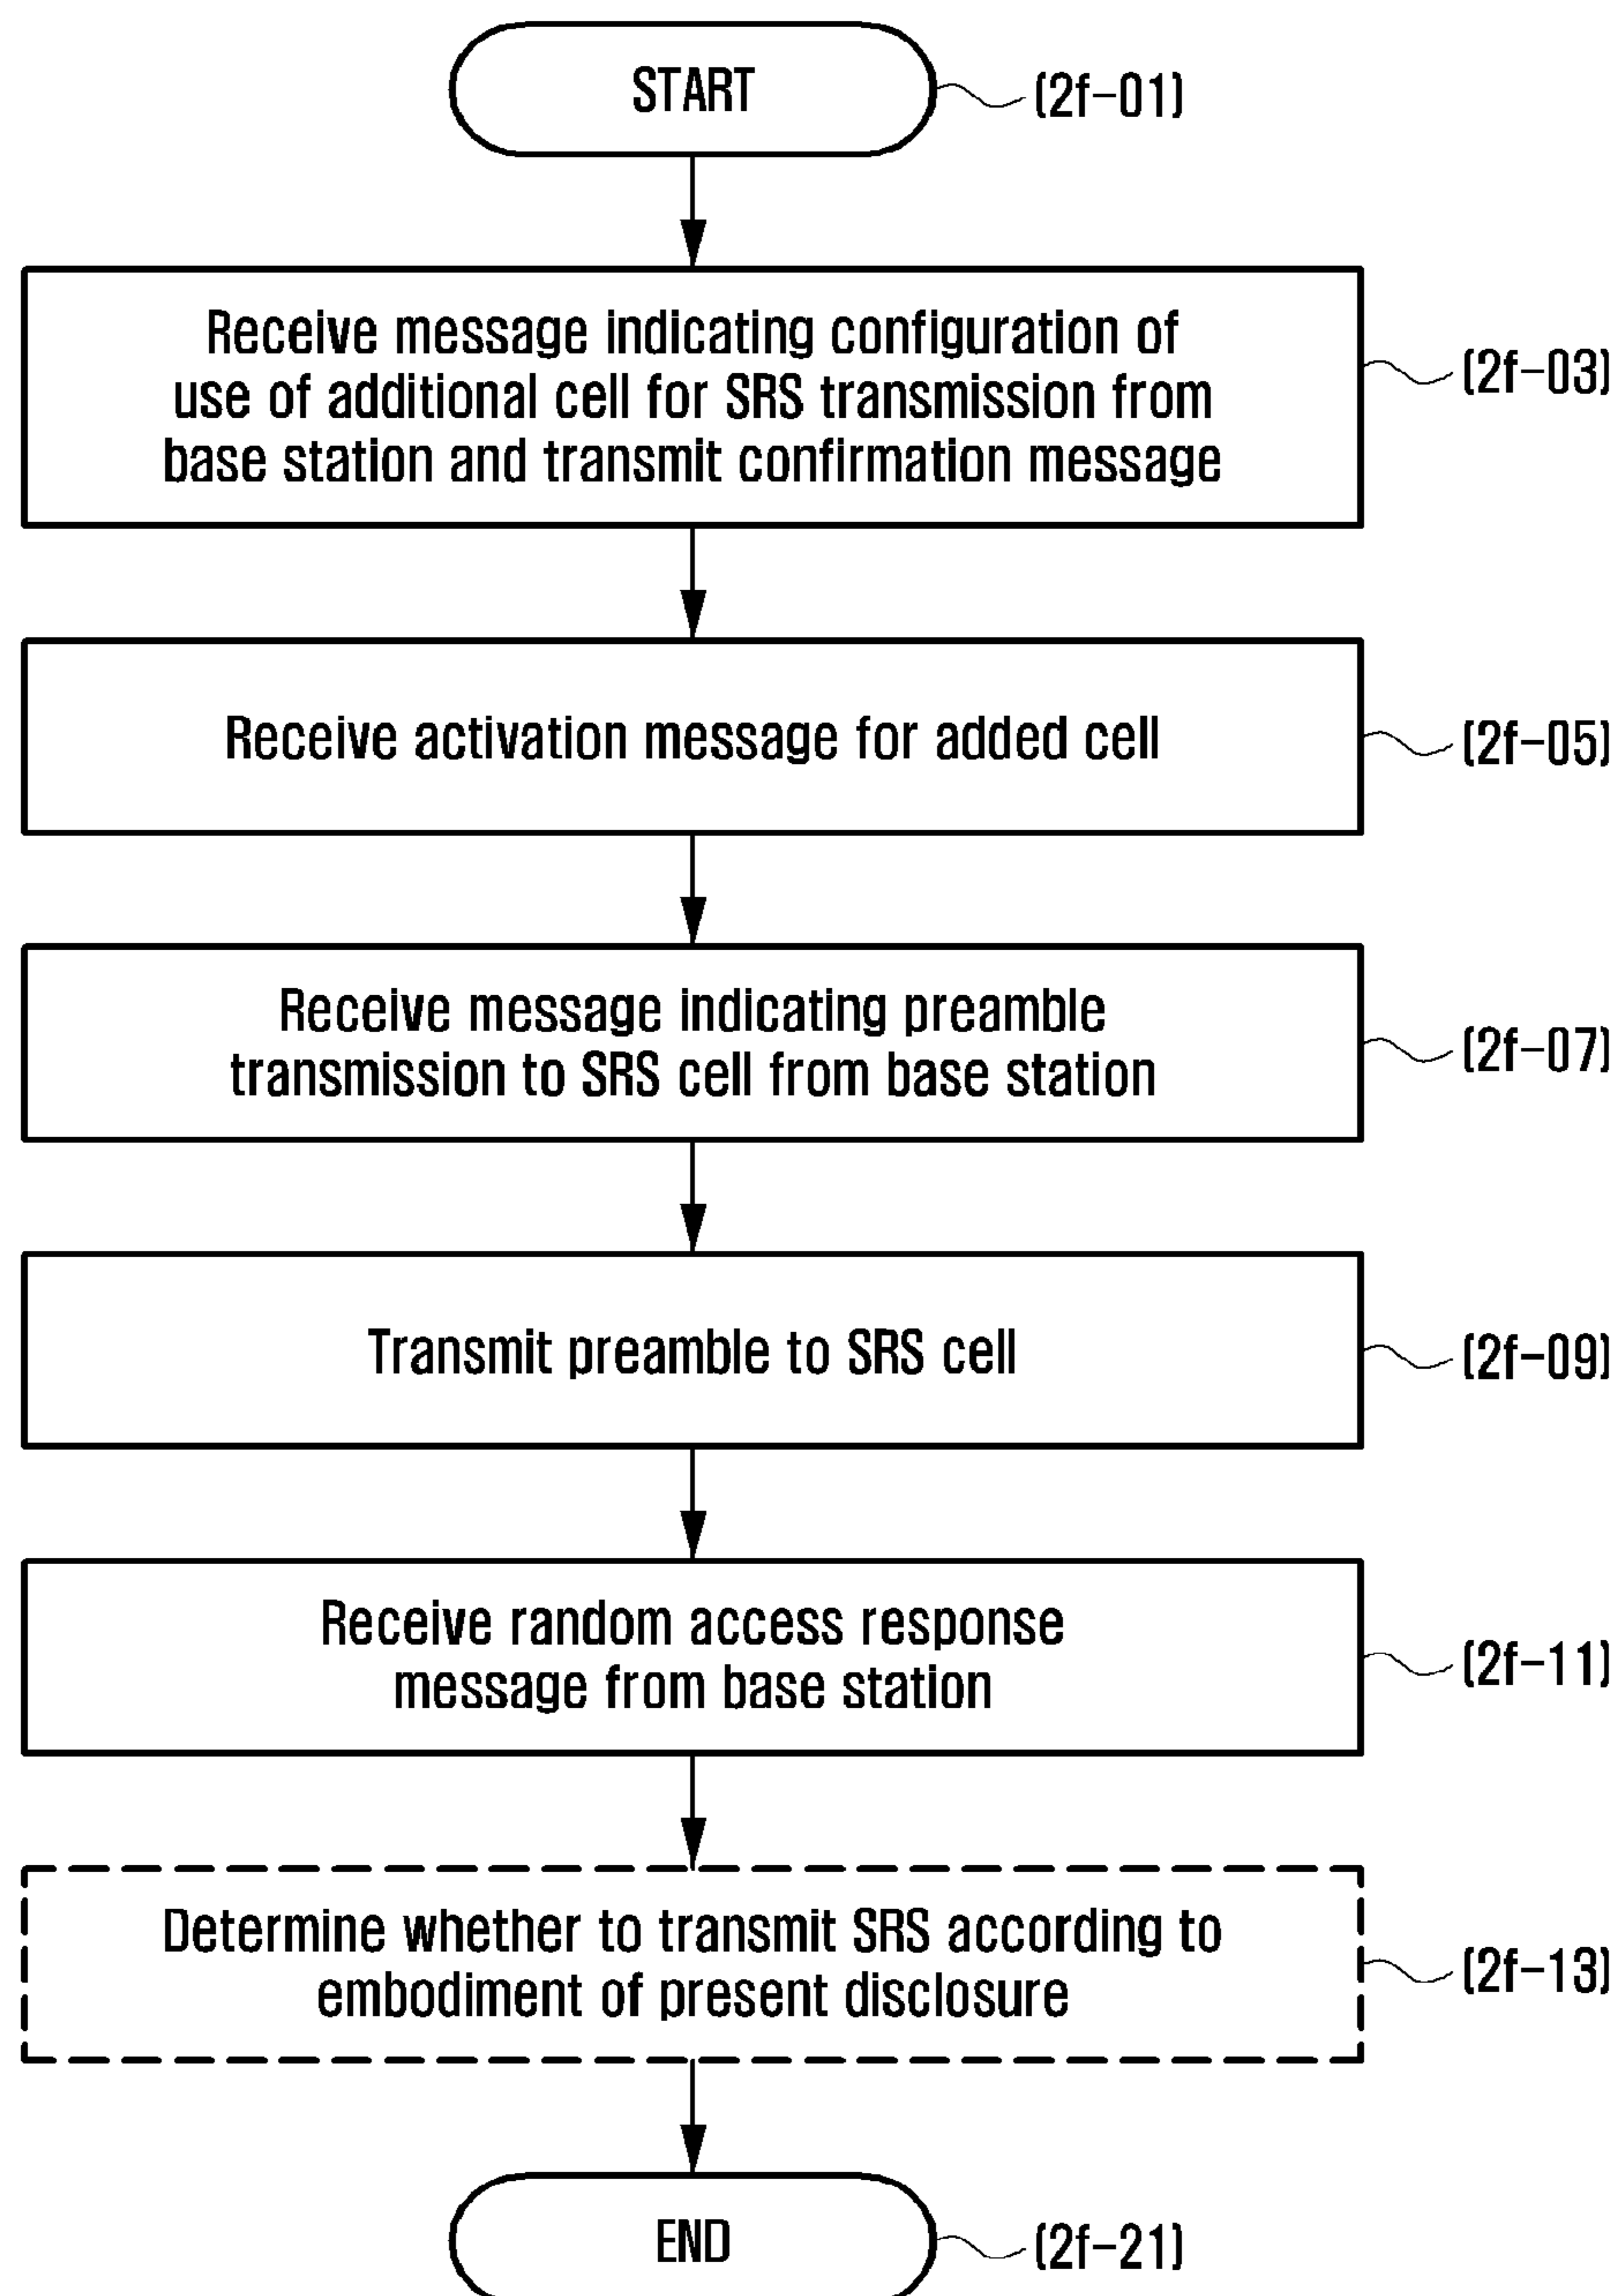 START
(2f-01)
Receive message indicating configuration of
use of additional cell for SRS transmission from
base station and transmit confirmation message
(2f-03)
Receive activation message for added cell
(2f-05)
Receive message indicating preamble
transmission to SRS cell from base station
(2f-07)
Transmit preamble to SRS cell
(2f-09)
Receive random access response
message from base station
(2f-11)
Determine whether to transmit SRS according to
embodiment of present disclosure
(2f-13)
END
(2f-21)